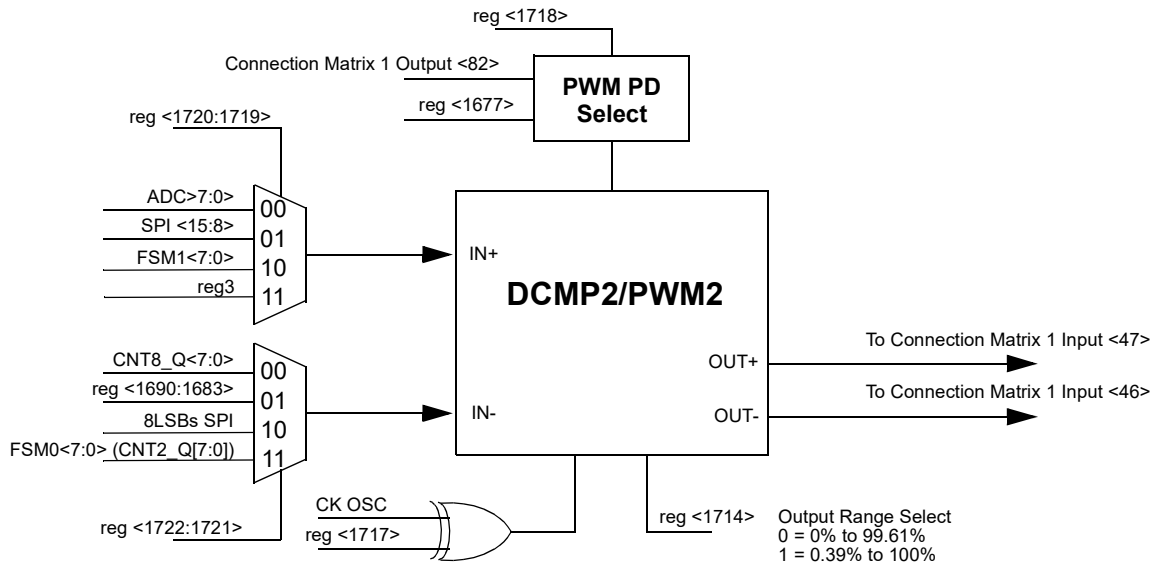 reg <1718>
Connection Matrix 1 Output <82>
reg <1677>
PWM PD
Select
reg <1720:1719>
ADC>7:0>
SPI <15:8>
FSM1<7:0>
reg3
00
01
10
11
IN+
DCMP2/PWM2
CNT8_Q<7:0>
reg <1690:1683>
8LSBs SPI
FSM0<7:0> (CNT2_Q[7:0])
00
01
10
11
IN-
OUT+
OUT-
To Connection Matrix 1 Input <47>
To Connection Matrix 1 Input <46>
reg <1722:1721>
CK OSC
reg <1717>
reg <1714>
Output Range Select
0 = 0% to 99.61%
1 = 0.39% to 100%